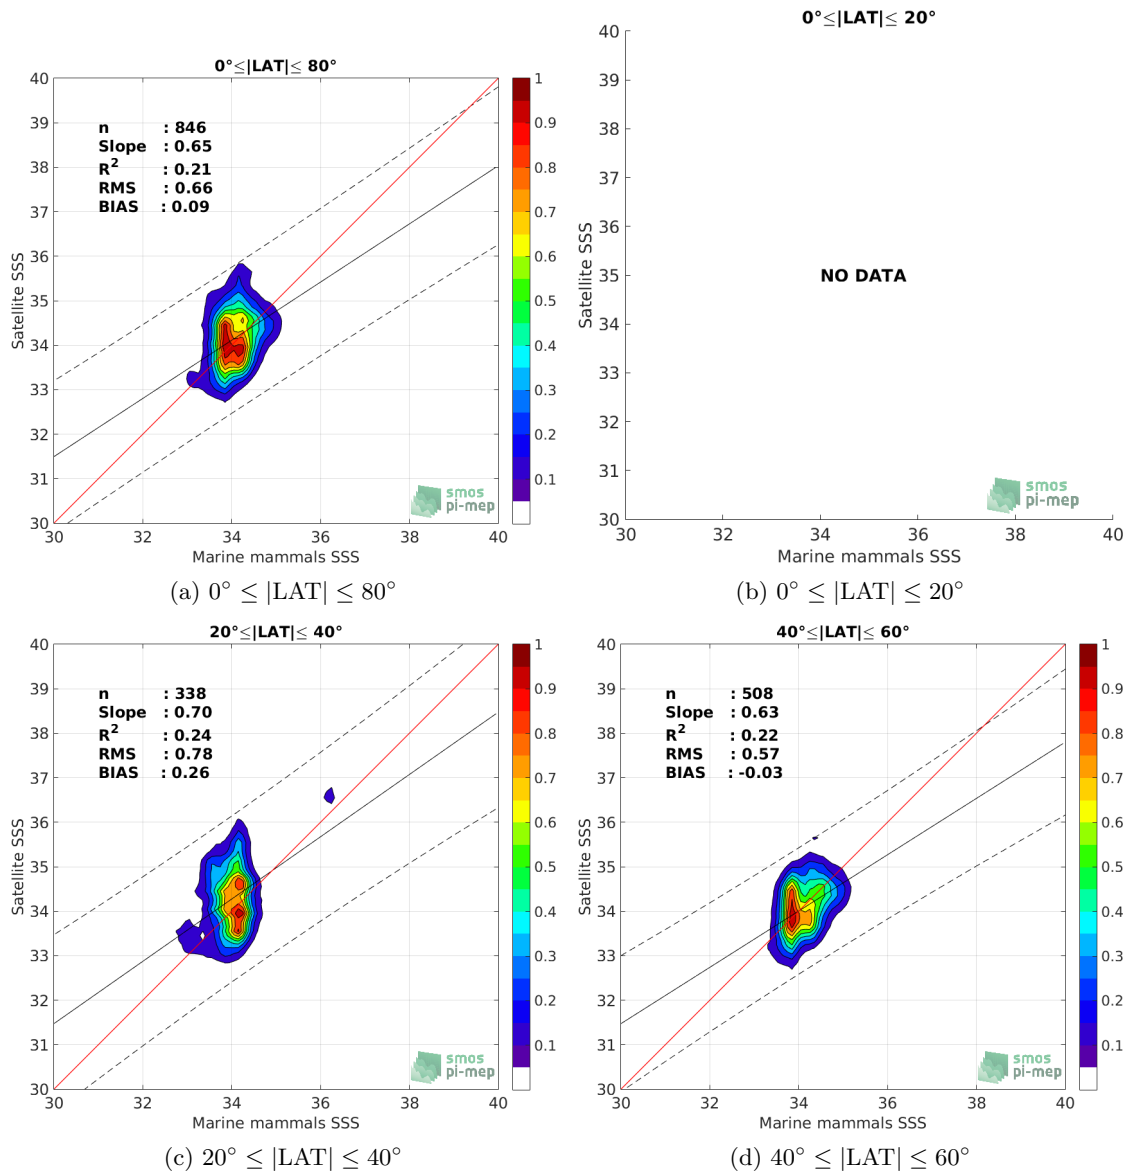 0°≤|LAT|≤ 80°
40
39
38
37
36
35
34
33
32
31
30
n : 846
Slope : 0.65
R² : 0.21
RMS : 0.66
BIAS : 0.09
Satellite SSS
30 32 34 36 38 40
Marine mammals SSS
1
0.9
0.8
0.7
0.6
0.5
0.4
0.3
0.2
0.1
smos
pi-mep
(a) 0° ≤ |LAT| ≤ 80°
0°≤|LAT|≤ 20°
40
39
38
37
36
35
34
33
32
31
30
Satellite SSS
NO DATA
30 32 34 36 38 40
Marine mammals SSS
smos
pi-mep
(b) 0° ≤ |LAT| ≤ 20°
20°≤|LAT|≤ 40°
40
39
38
37
36
35
34
33
32
31
30
n : 338
Slope : 0.70
R² : 0.24
RMS : 0.78
BIAS : 0.26
Satellite SSS
30 32 34 36 38 40
Marine mammals SSS
1
0.9
0.8
0.7
0.6
0.5
0.4
0.3
0.2
0.1
smos
pi-mep
(c) 20° ≤ |LAT| ≤ 40°
40°≤|LAT|≤ 60°
40
39
38
37
36
35
34
33
32
31
30
n : 508
Slope : 0.63
R² : 0.22
RMS : 0.57
BIAS : -0.03
Satellite SSS
30 32 34 36 38 40
Marine mammals SSS
1
0.9
0.8
0.7
0.6
0.5
0.4
0.3
0.2
0.1
smos
pi-mep
(d) 40° ≤ |LAT| ≤ 60°